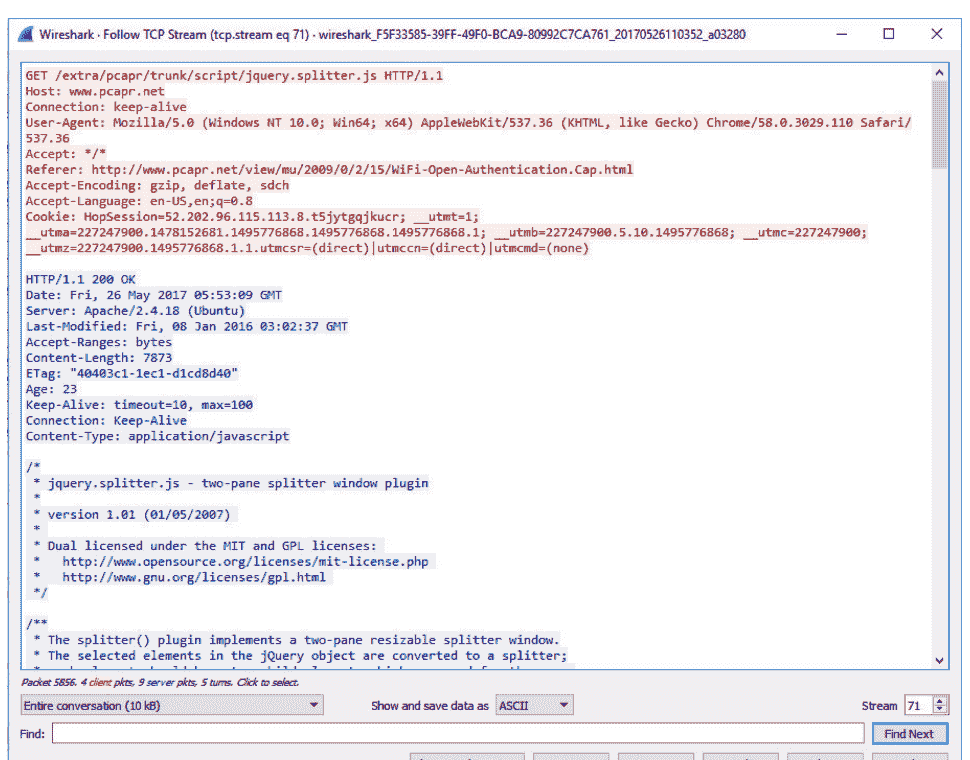 Wireshark · Follow TCP Stream (tcp.stream eq 71) · wireshark_F5F33585-39FF-49F0-BCA9-80992C7CA761_20170526110352_a03280
GET /extra/pcapr/trunk/script/jquery.splitter.js HTTP/1.1
Host: www.pcapr.net
Connection: keep-alive
User-Agent: Mozilla/5.0 (Windows NT 10.0; Win64; x64) AppleWebKit/537.36 (KHTML, like Gecko) Chrome/58.0.3029.110 Safari/
537.36
Accept: */*
Referer: http://www.pcapr.net/view/mu/2009/0/2/15/WiFi-Open-Authentication.Cap.html
Accept-Encoding: gzip, deflate, sdch
Accept-Language: en-US,en;q=0.8
Cookie: HopSession=52.202.96.115.113.8.t5jytgqjkucr; __utmt=1;
__utma=227247900.1478152681.1495776868.1495776868.1495776868.1; __utmb=227247900.5.10.1495776868; __utmc=227247900;
__utmz=227247900.1495776868.1.1.utmcsr=(direct)|utmccn=(direct)|utmcmd=(none)
HTTP/1.1 200 OK
Date: Fri, 26 May 2017 05:53:09 GMT
Server: Apache/2.4.18 (Ubuntu)
Last-Modified: Fri, 08 Jan 2016 03:02:37 GMT
Accept-Ranges: bytes
Content-Length: 7873
ETag: "40403c1-1ec1-d1cd8d40"
Age: 23
Keep-Alive: timeout=10, max=100
Connection: Keep-Alive
Content-Type: application/javascript
/*
* jquery.splitter.js - two-pane splitter window plugin
*
* version 1.01 (01/05/2007)
*
* Dual licensed under the MIT and GPL licenses:
*   http://www.opensource.org/licenses/mit-license.php
*   http://www.gnu.org/licenses/gpl.html
*/
/**
* The splitter() plugin implements a two-pane resizable splitter window.
* The selected elements in the jQuery object are converted to a splitter;
Packet 5856. 4 client pkts, 9 server pkts, 5 turns. Click to select.
Entire conversation (10 kB) Show and save data as ASCII Stream 71
Find: Find Next